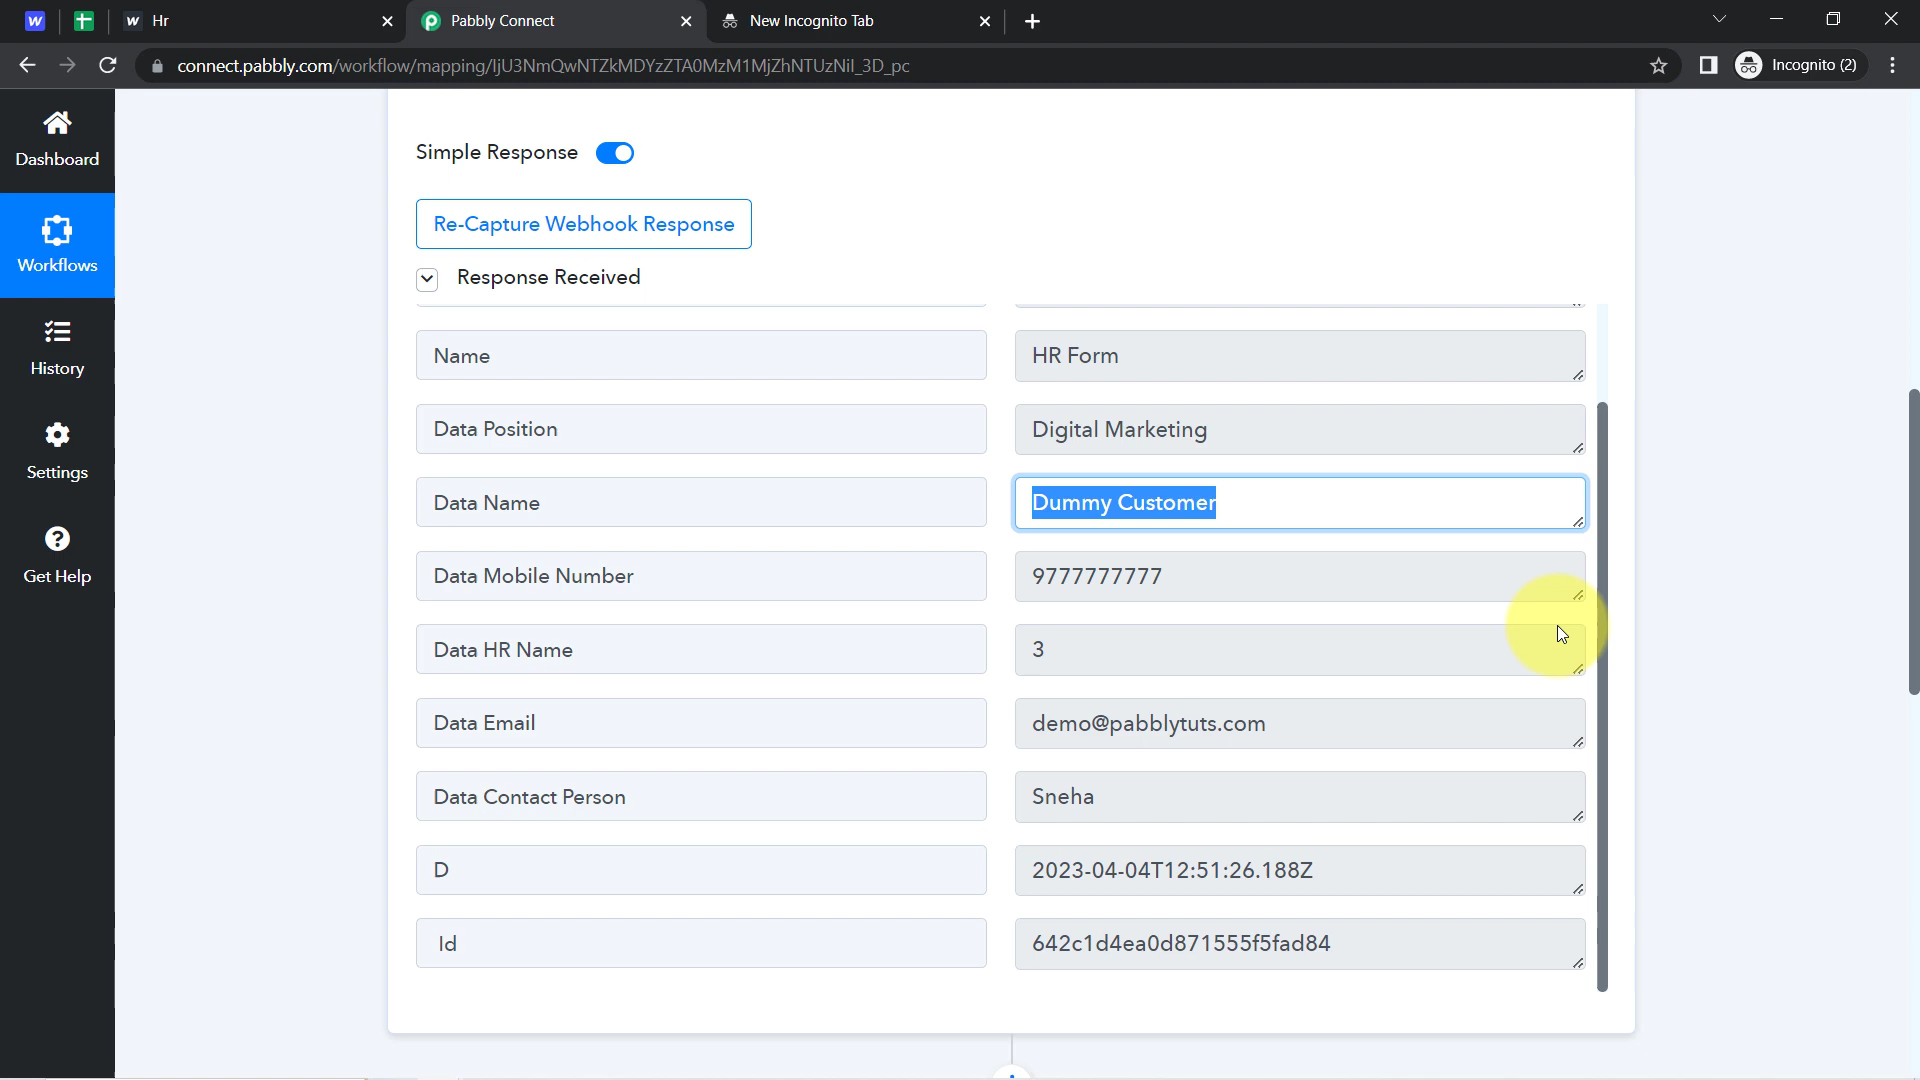 Hr
Pabbly Connect
New Incognito Tab
connect.pabbly.com/workflow/mapping/IjU3NmQwNTZkMDYzZTA0MzM1MjZhNTUzNiI_3D_pc
Incognito (2)
Dashboard
Workflows
History
Settings
Get Help
Simple Response
Re-Capture Webhook Response
Response Received
Name
HR Form
Data Position
Digital Marketing
Data Name
Dummy Customer
Data Mobile Number
9777777777
Data HR Name
3
Data Email
demo@pabblytuts.com
Data Contact Person
Sneha
D
2023-04-04T12:51:26.188Z
Id
642c1d4ea0d871555f5fad84